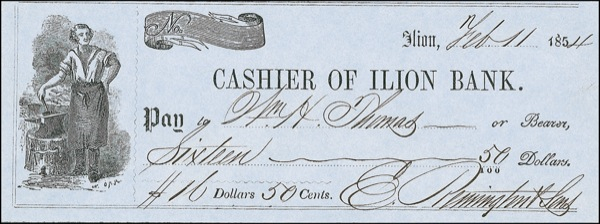 No.
Ilion, Feb 11 1854
CASHIER OF ILION BANK.
Pay to Wm H. Thomas or Bearer,
Sixteen 50/100 Dollars.
$16 Dollars 50 Cents. E. Remington & Sons